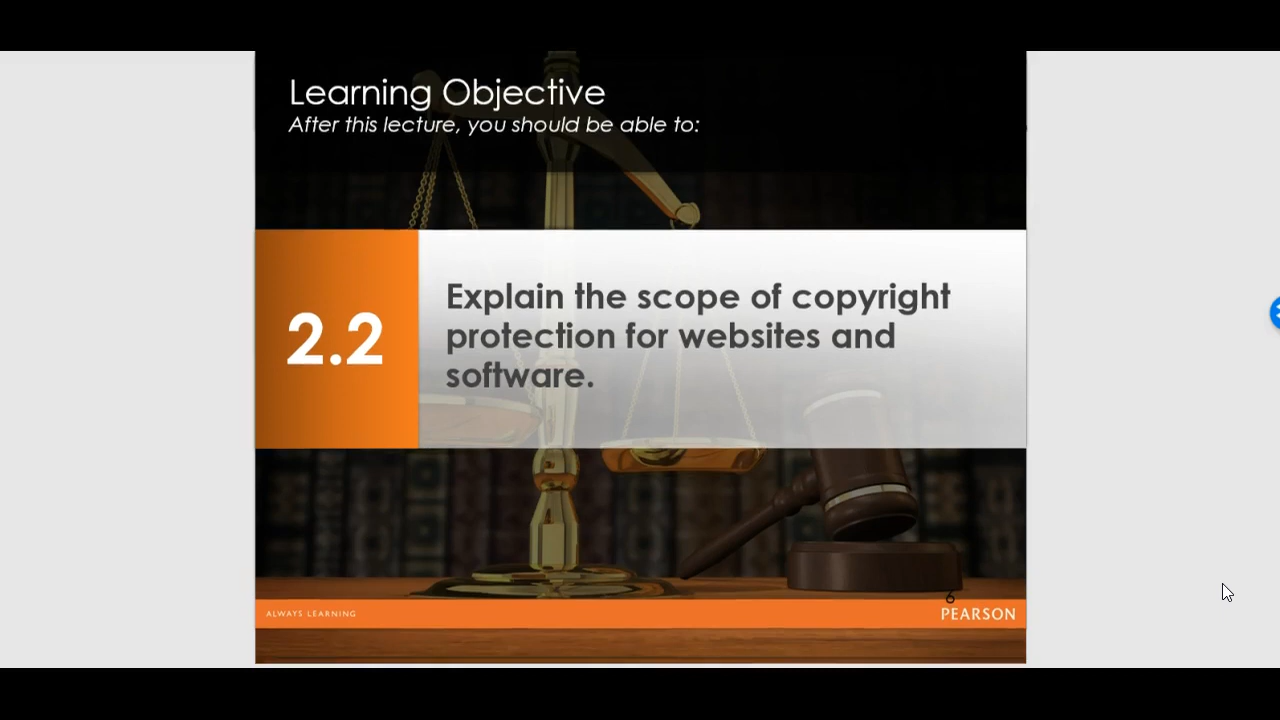 Learning Objective
After this lecture, you should be able to:
2.2
Explain the scope of copyright
protection for websites and
software.
6
ALWAYS LEARNING
PEARSON